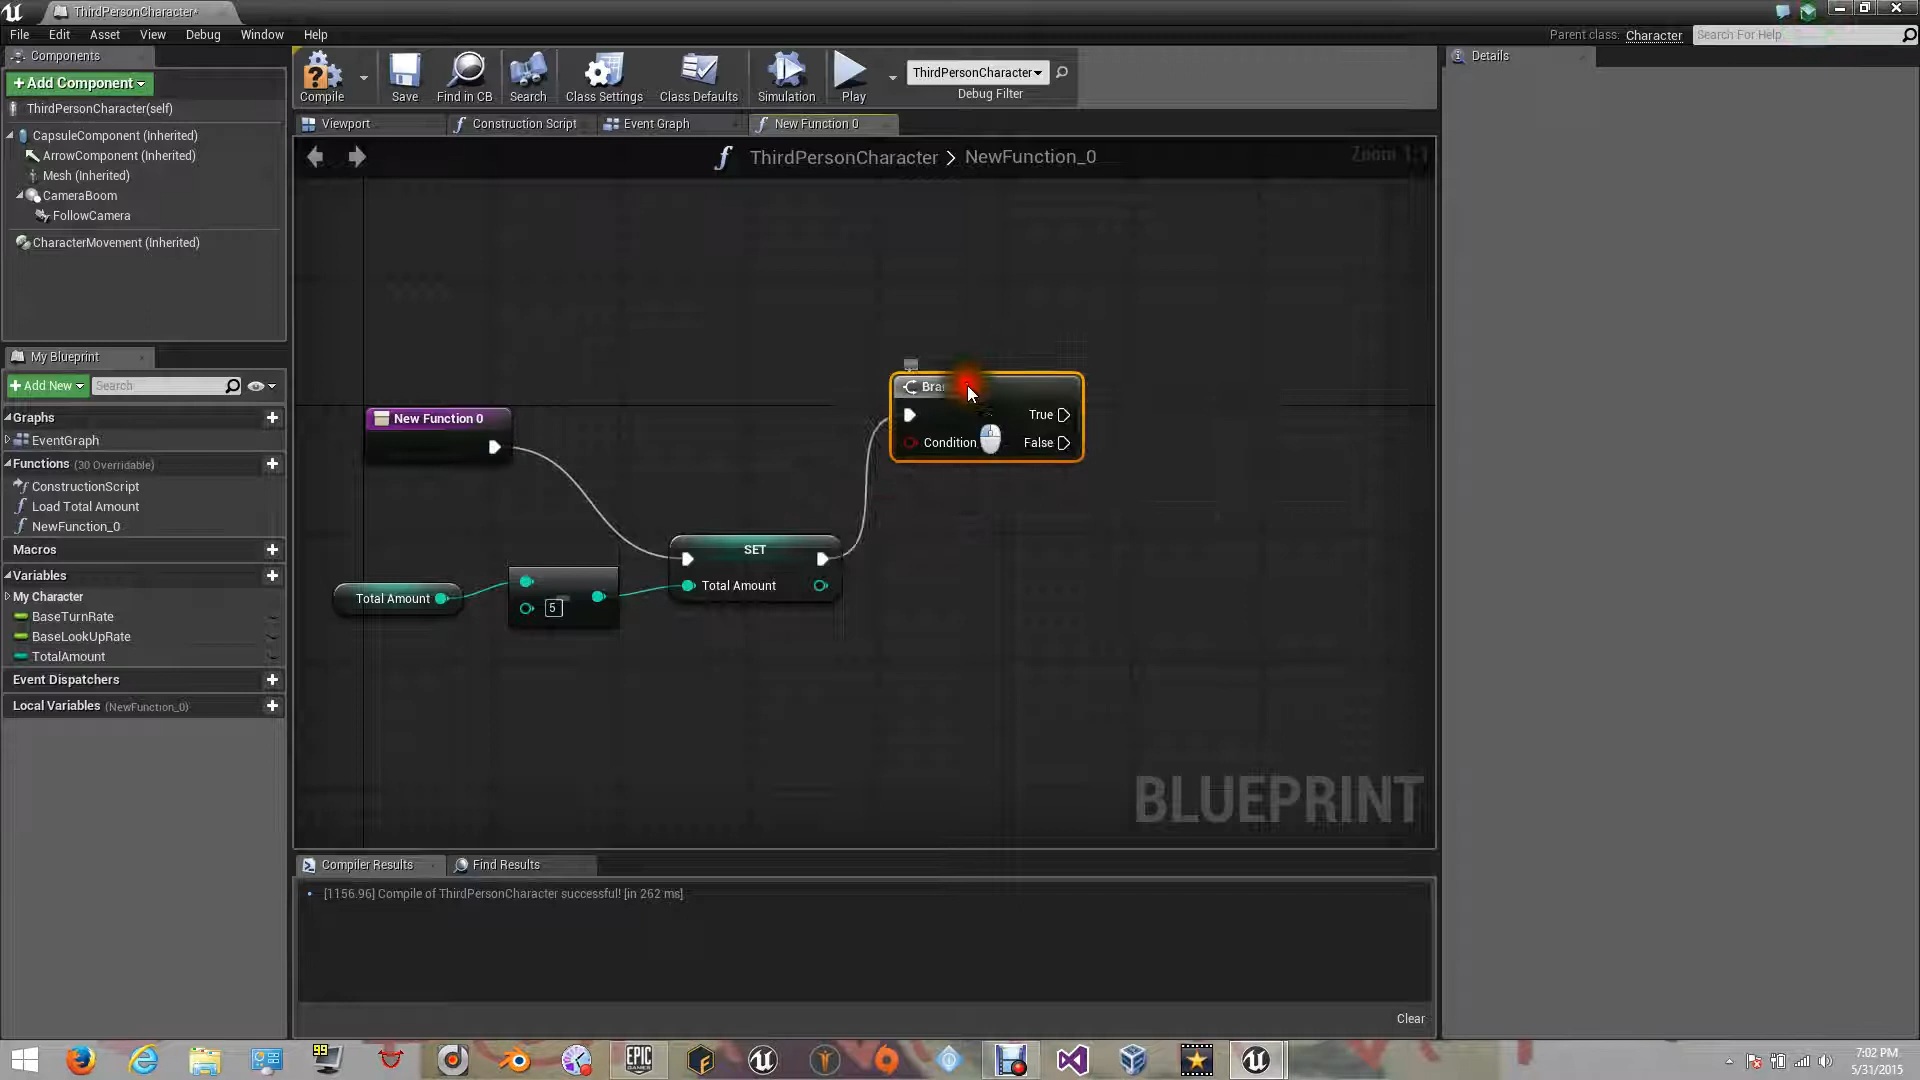 ThirdPersonCharacter*
File Edit Asset View Debug Window Help
Parent class: Character Search For Help
Components
+Add Component
ThirdPersonCharacter(self)
CapsuleComponent (Inherited)
ArrowComponent (Inherited)
Mesh (Inherited)
CameraBoom
FollowCamera
CharacterMovement (Inherited)
Compile Save Find in CB Search Class Settings Class Defaults Simulation Play
ThirdPersonCharacter
Debug Filter
Details
Viewport Construction Script Event Graph New Function 0
ThirdPersonCharacter > NewFunction_0
Zoom 1:1
My Blueprint
+Add New Search
Graphs
EventGraph
Functions (30 Overridable)
ConstructionScript
Load Total Amount
NewFunction_0
Macros
Variables
My Character
BaseTurnRate
BaseLookUpRate
TotalAmount
Event Dispatchers
Local Variables (NewFunction_0)
New Function 0
Total Amount
5
SET
Total Amount
Bra
True
Condition
False
BLUEPRINT
Compiler Results Find Results
[1156.96] Compile of ThirdPersonCharacter successful! [in 262 ms]
Clear
99
EPIC
GAMES
7:02 PM
5/31/2015